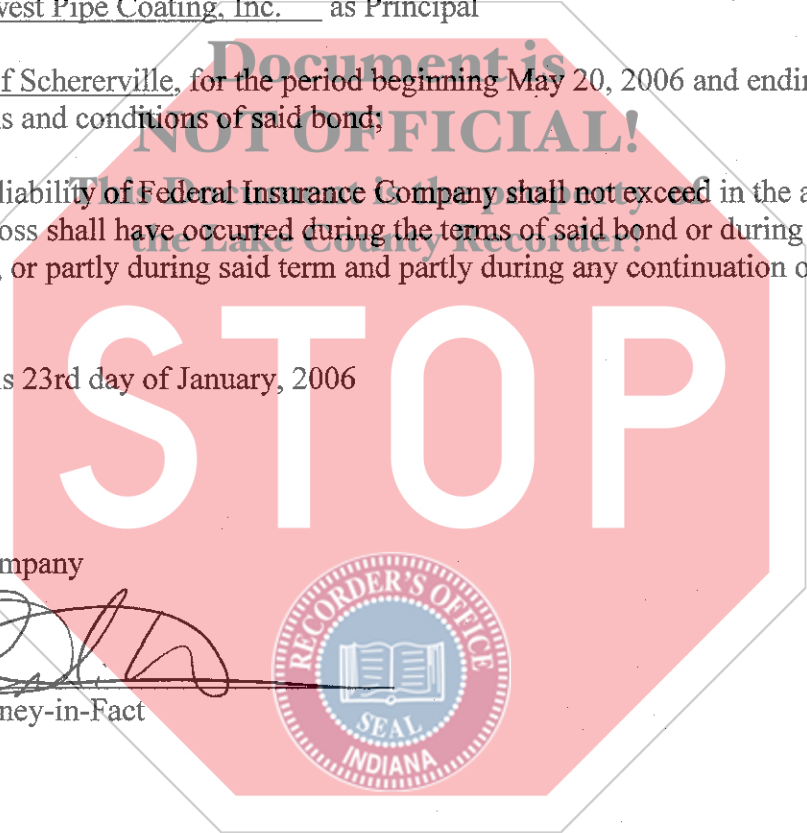 vest Pipe Coating, Inc. as Principal
Document is
f Schererville, for the period beginning May 20, 2006 and endin
NOT OFFICIAL!
s and conditions of said bond;
This Document is the property of
liability of Federal Insurance Company shall not exceed in the a
the Lake County Recorder!
oss shall have occurred during the terms of said bond or during
, or partly during said term and partly during any continuation o
STOP
s 23rd day of January, 2006
mpany
ney-in-Fact
RECORDER'S OFFICE
SEAL
INDIANA